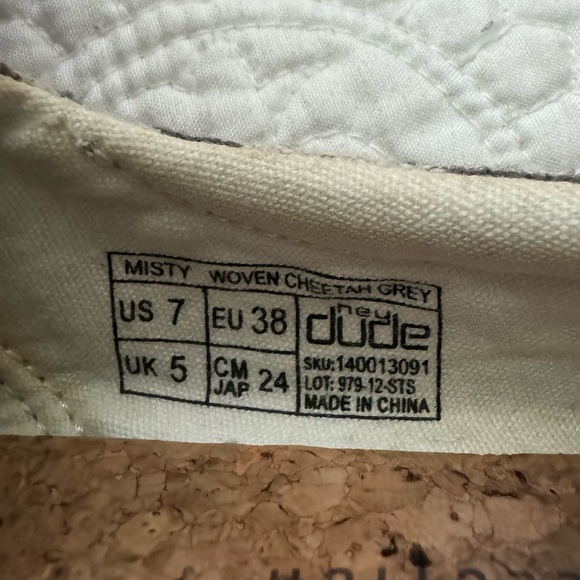 MISTY WOVEN CHEETAH GREY
US 7
EU 38
hey
dude
UK 5
CM
JAP 24
SKU:140013091
LOT: 979-12-STS
MADE IN CHINA